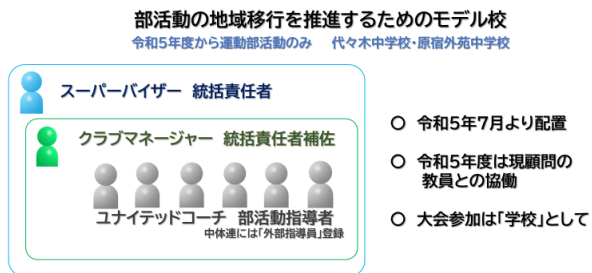 部活動の地域移行を推進するためのモデル校
令和5年度から運動部活動のみ　代々木中学校・原宿外苑中学校
スーパーバイザー　統括責任者
クラブマネージャー　統括責任者補佐
ユナイテッドコーチ　部活動指導者
中体連には「外部指導員」登録
〇　令和5年7月より配置
〇　令和5年度は現顧問の
教員との協働
〇　大会参加は「学校」として